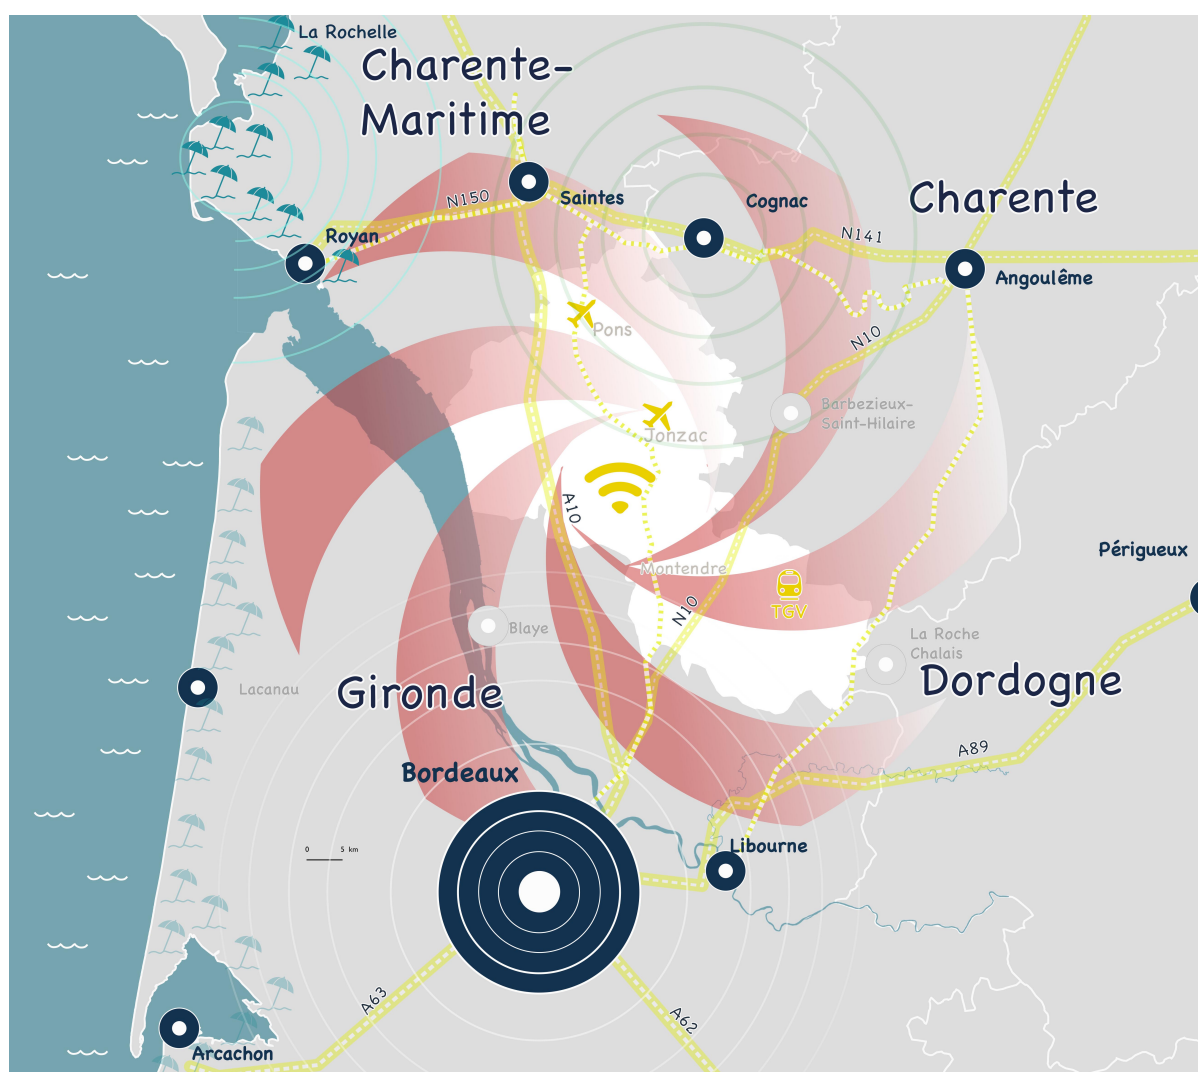 La Rochelle
Charente-
Maritime
N150
Saintes
Cognac
Charente
Royan
N141
Angoulême
Pons
N10
Barbezieux-
Saint-Hilaire
Jonzac
A10
Périgueux
Montendre
TGV
N10
Blaye
La Roche
Chalais
Dordogne
Lacanau
Gironde
A89
Bordeaux
Libourne
0 5 km
A63
A62
Arcachon